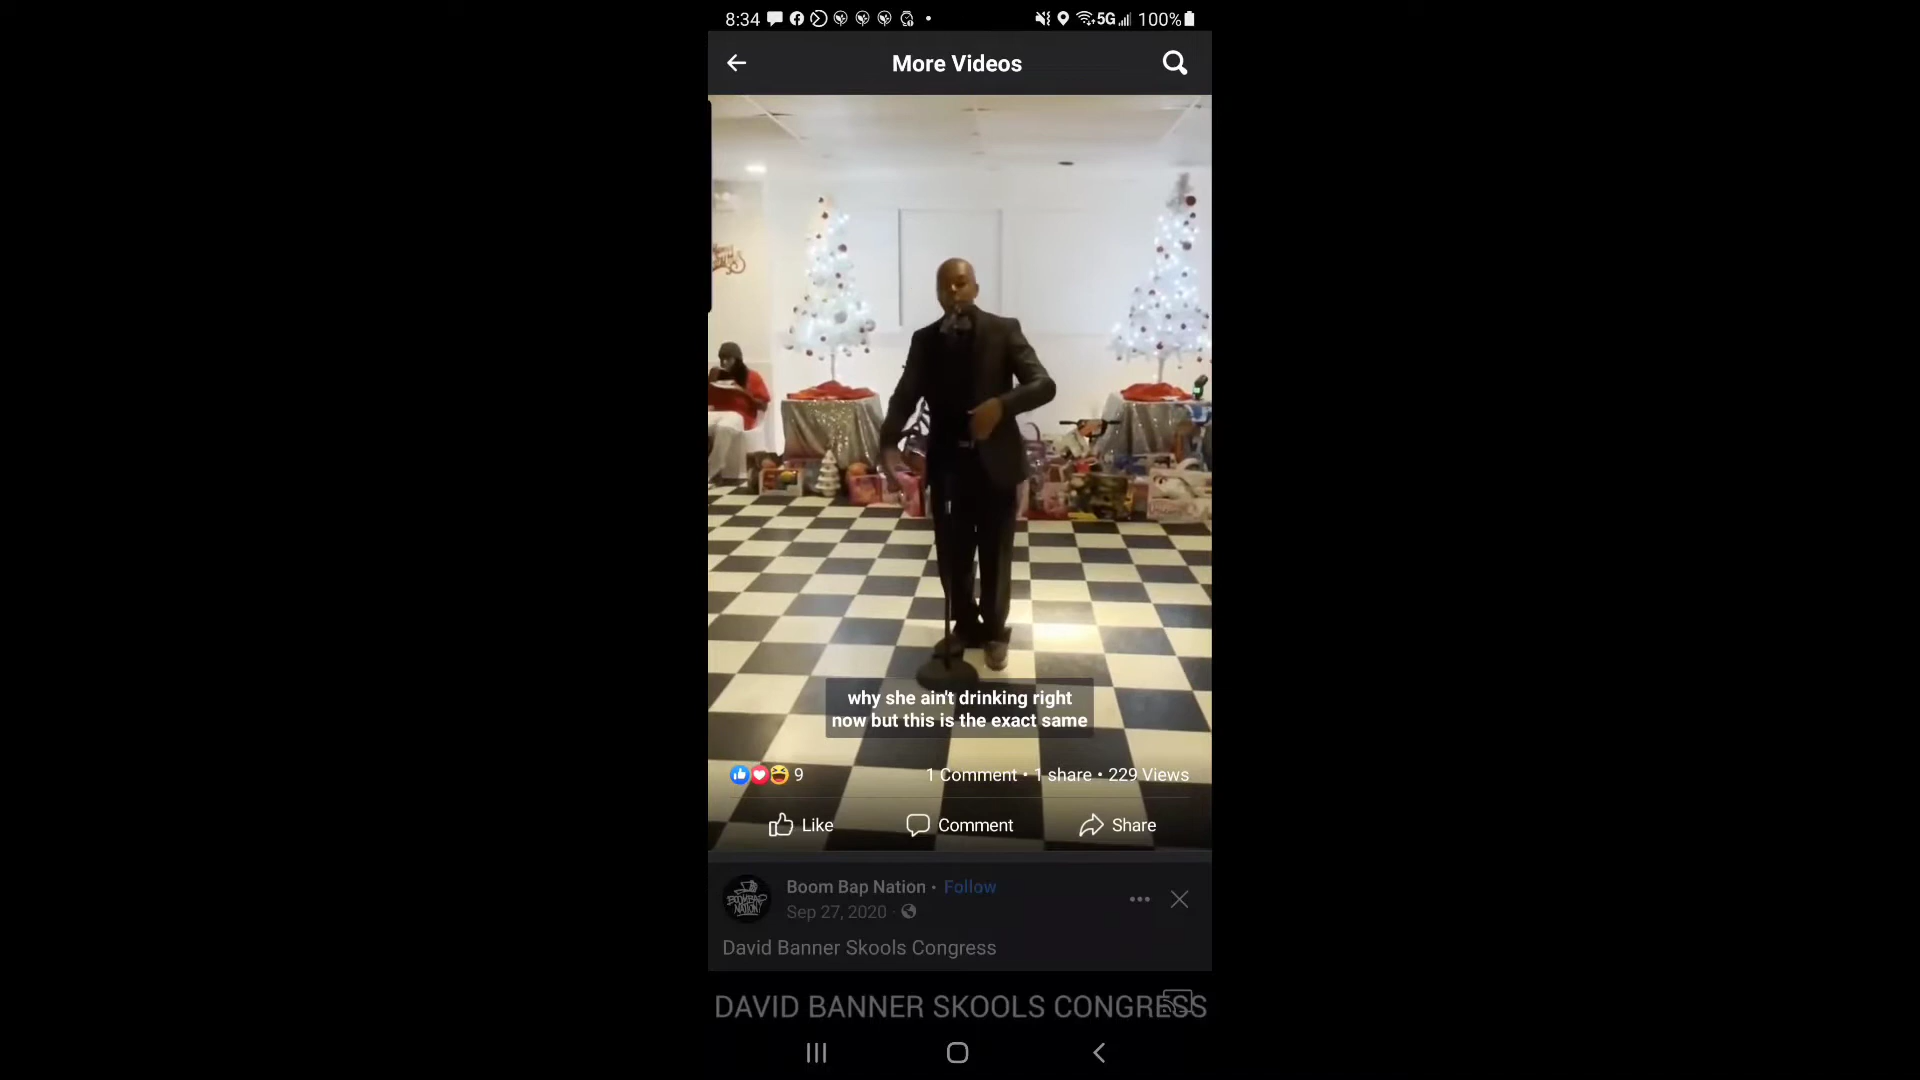 8:34
5G
100%
More Videos
why she ain't drinking right
now but this is the exact same
9
1 Comment • 1 share • 229 Views
Like
Comment
Share
Boom Bap Nation • Follow
Sep 27, 2020 ·
David Banner Skools Congress
DAVID BANNER SKOOLS CONGRESS